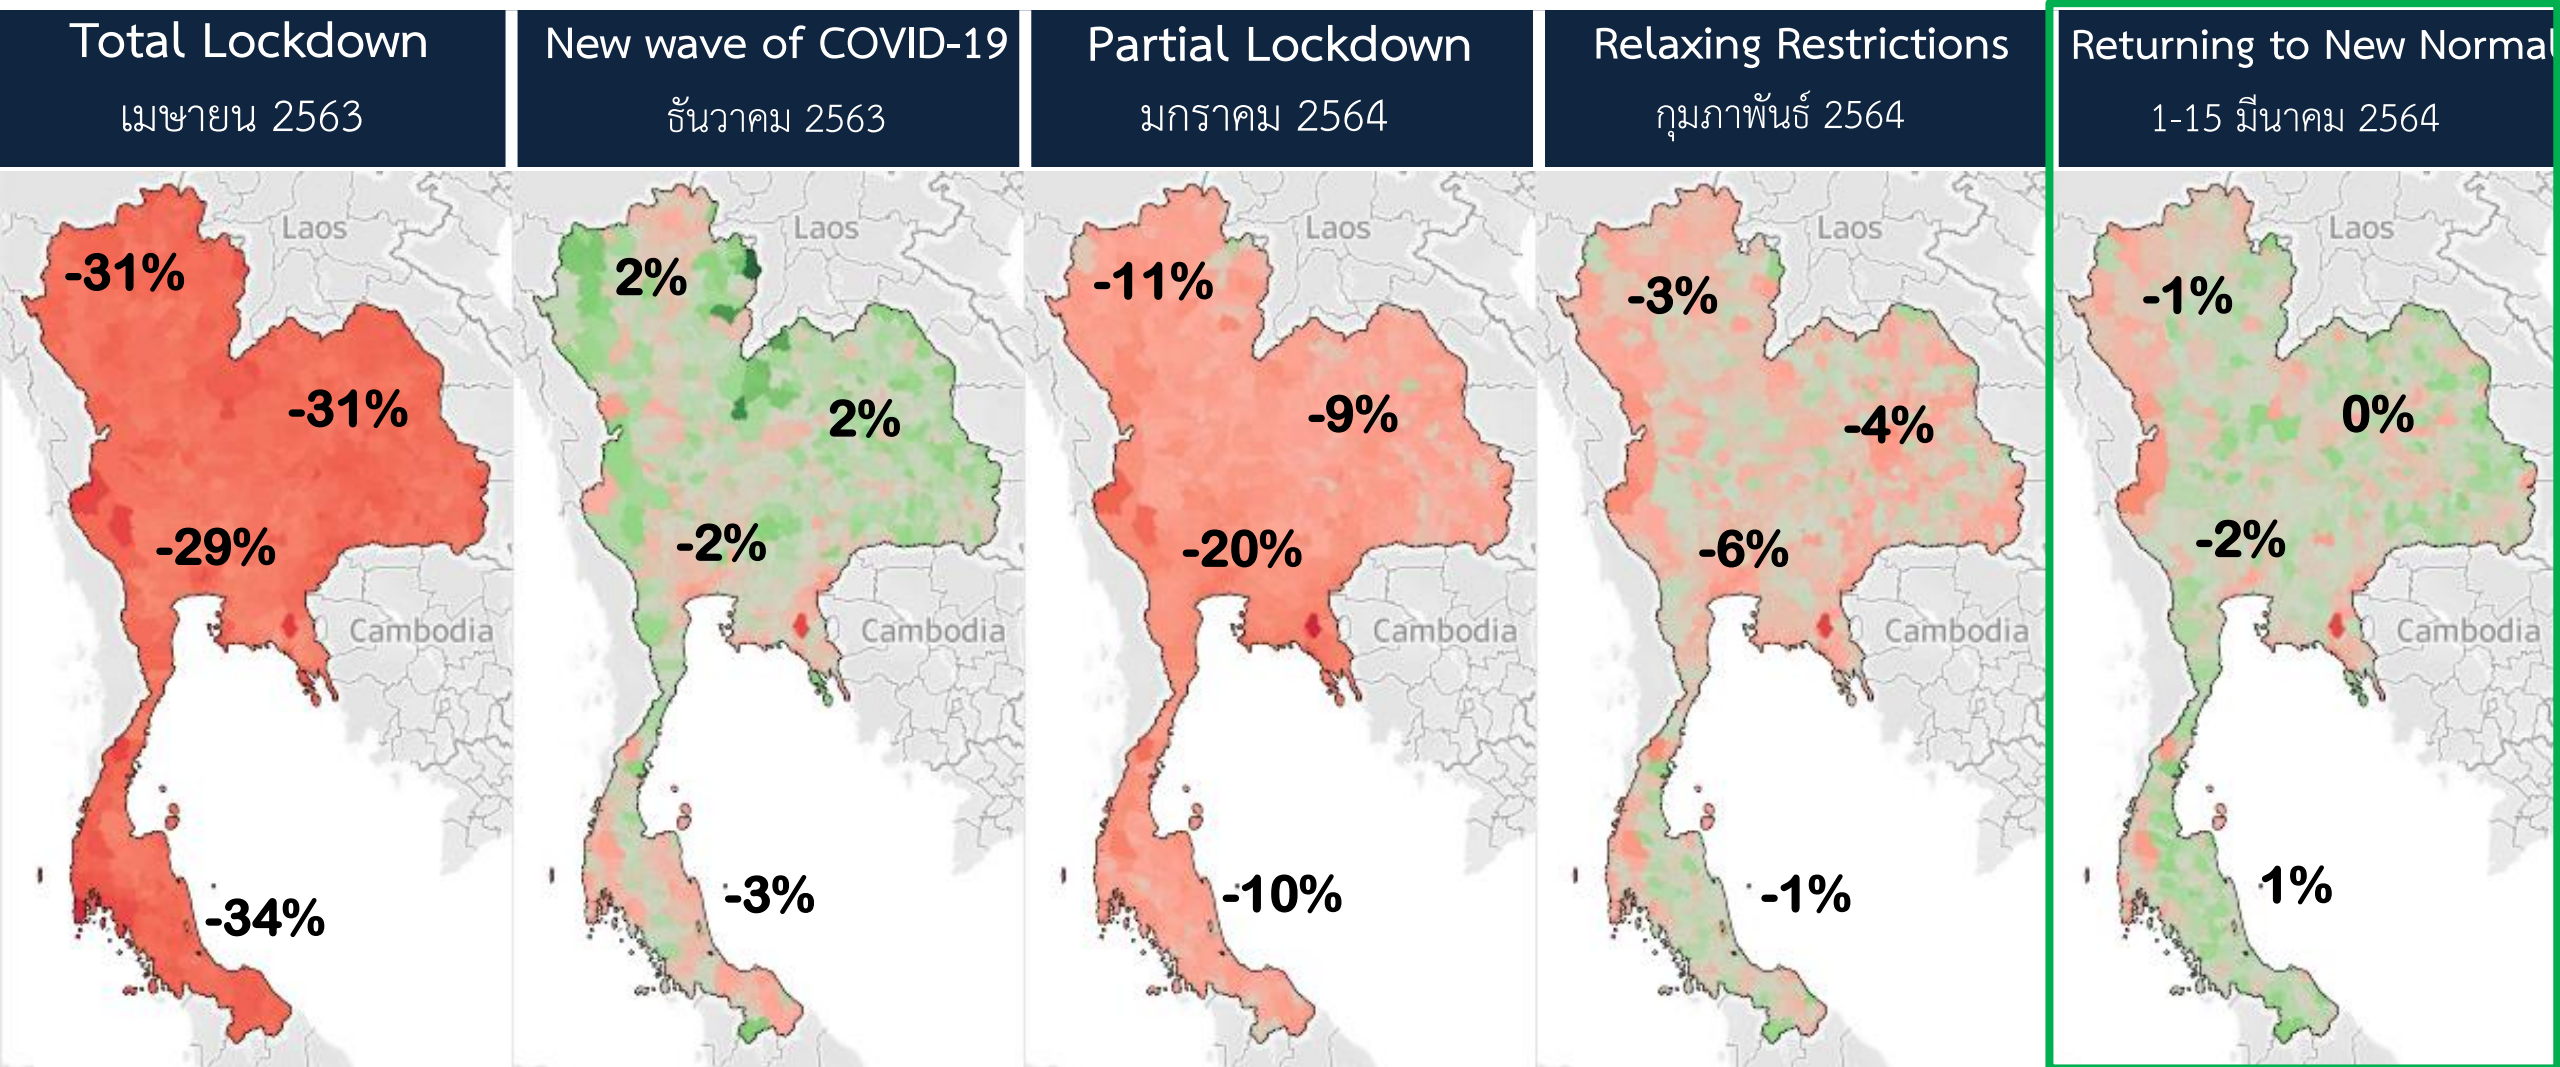 Total Lockdown
เมษายน 2563
New wave of COVID-19
ธันวาคม 2563
Partial Lockdown
มกราคม 2564
Relaxing Restrictions
กุมภาพันธ์ 2564
Returning to New Normal
1-15 มีนาคม 2564
Laos
-31%
-31%
-29%
Cambodia
-34%
Laos
2%
2%
-2%
Cambodia
-3%
Laos
-11%
-9%
-20%
Cambodia
-10%
Laos
-3%
-4%
-6%
Cambodia
-1%
Laos
-1%
0%
-2%
Cambodia
1%